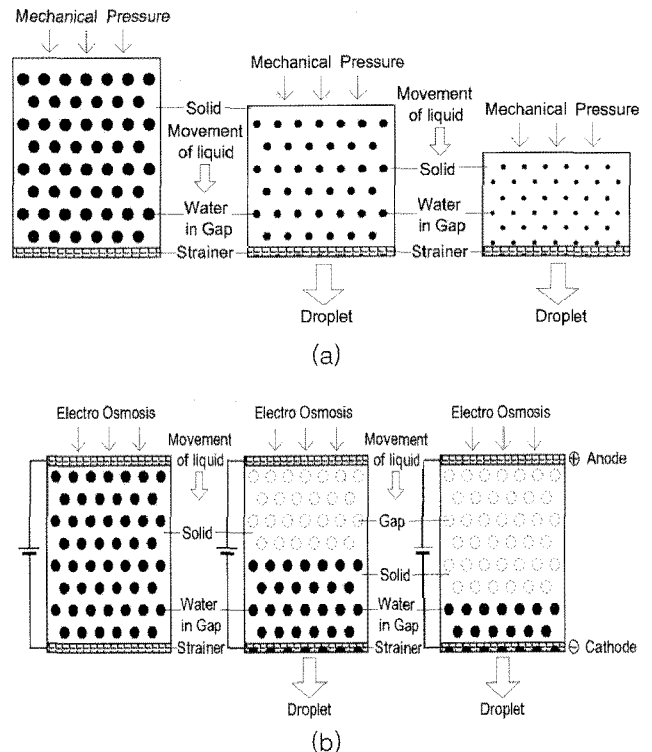 Mechanical Pressure
Mechanical Pressure
Mechanical Pressure
Solid
Movement
of liquid
Water
in Gap
Strainer
Movement
of liquid
Solid
Water
in Gap
Strainer
Droplet
Droplet
(a)
Electro Osmosis
Electro Osmosis
Electro Osmosis
Movement
of liquid
Movement
of liquid
⊕ Anode
Solid
Gap
Solid
Water
in Gap
Strainer
Water
in Gap
Strainer
⊖ Cathode
Droplet
Droplet
(b)